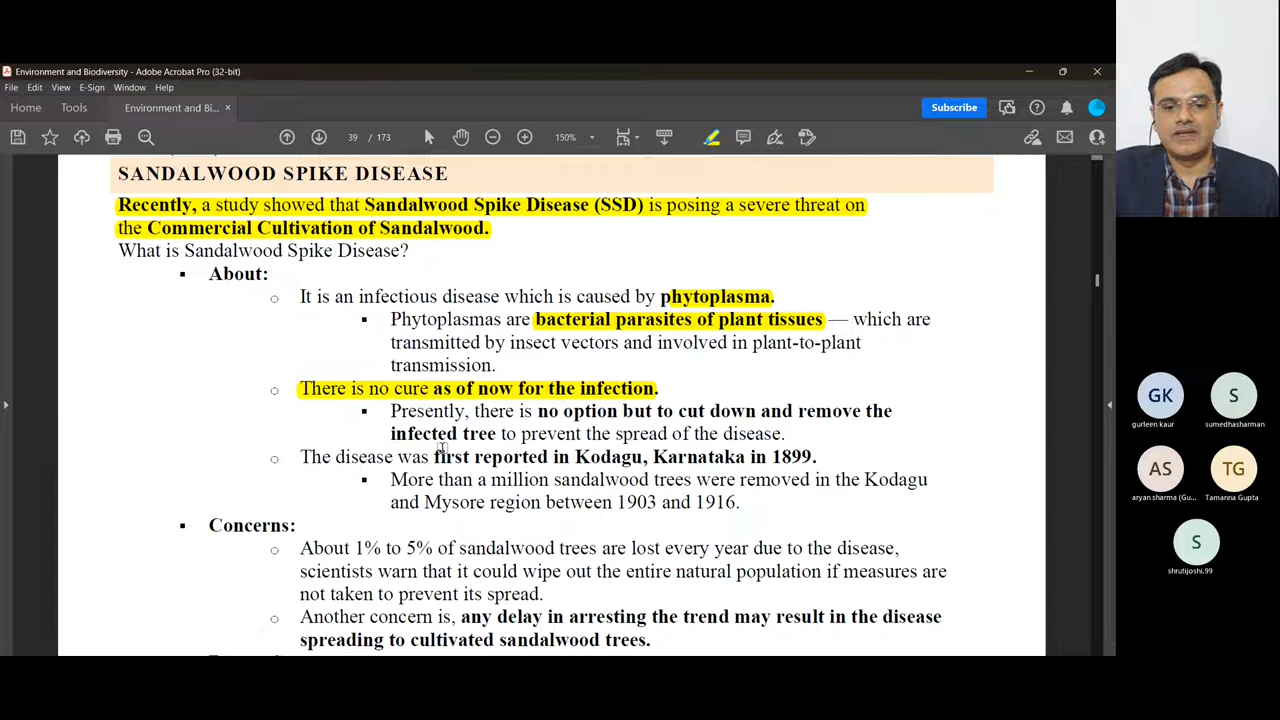 Environment and Biodiversity - Adobe Acrobat Pro (32-bit)
File Edit View E-Sign Window Help
Home Tools Environment and Bi... × Subscribe
39 / 173 150%
SANDALWOOD SPIKE DISEASE
Recently, a study showed that Sandalwood Spike Disease (SSD) is posing a severe threat on
the Commercial Cultivation of Sandalwood.
What is Sandalwood Spike Disease?
▪ About:
○ It is an infectious disease which is caused by phytoplasma.
▪ Phytoplasmas are bacterial parasites of plant tissues — which are
transmitted by insect vectors and involved in plant-to-plant
transmission.
○ There is no cure as of now for the infection.
▪ Presently, there is no option but to cut down and remove the
infected tree to prevent the spread of the disease.
○ The disease was first reported in Kodagu, Karnataka in 1899.
▪ More than a million sandalwood trees were removed in the Kodagu
and Mysore region between 1903 and 1916.
▪ Concerns:
○ About 1% to 5% of sandalwood trees are lost every year due to the disease,
scientists warn that it could wipe out the entire natural population if measures are
not taken to prevent its spread.
○ Another concern is, any delay in arresting the trend may result in the disease
spreading to cultivated sandalwood trees.
GK S
gurleen kaur sumedhasharman
AS TG
aryan sharma (Gu... Tamanna Gupta
S
shrutijoshi.99